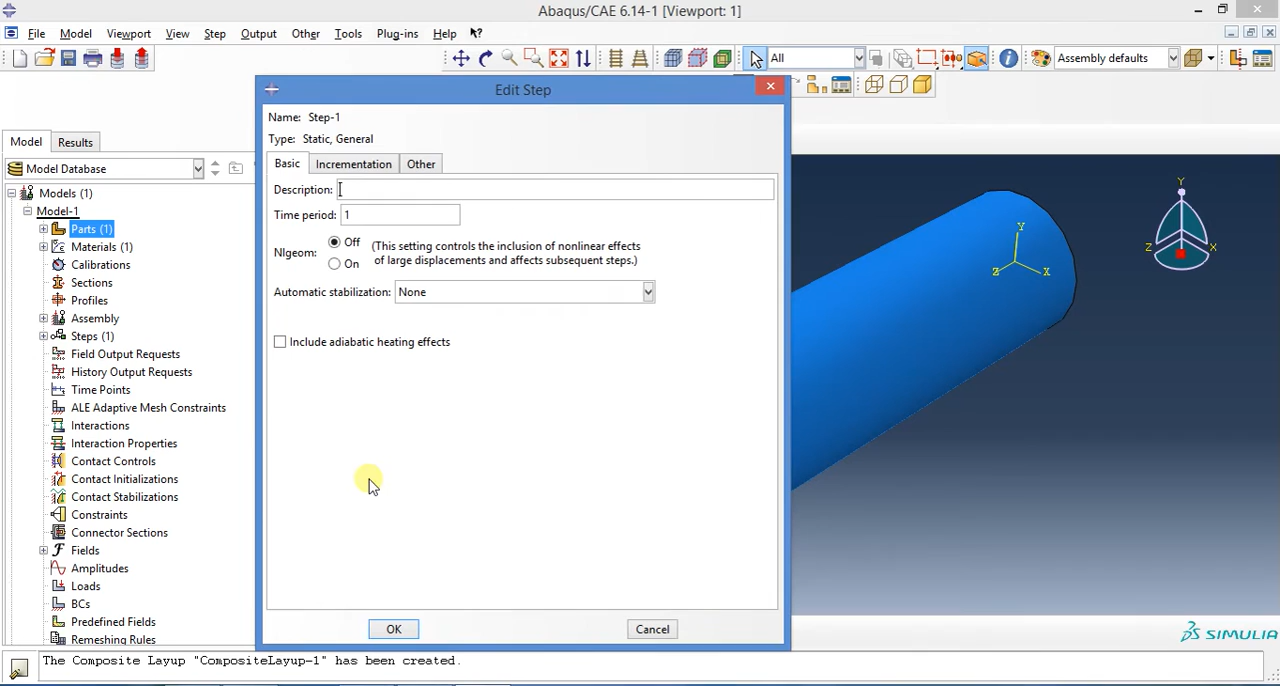 Abaqus/CAE 6.14-1 [Viewport: 1]
File Model Viewport View Step Output Other Tools Plug-ins Help
All
Assembly defaults
Edit Step
Name: Step-1
Type: Static, General
Basic Incrementation Other
Description:
Time period: 1
Nlgeom:
Off
On
(This setting controls the inclusion of nonlinear effects
of large displacements and affects subsequent steps.)
Automatic stabilization: None
Include adiabatic heating effects
OK Cancel
Model Results
Model Database
Models (1)
Model-1
Parts (1)
Materials (1)
Calibrations
Sections
Profiles
Assembly
Steps (1)
Field Output Requests
History Output Requests
Time Points
ALE Adaptive Mesh Constraints
Interactions
Interaction Properties
Contact Controls
Contact Initializations
Contact Stabilizations
Constraints
Connector Sections
Fields
Amplitudes
Loads
BCs
Predefined Fields
Remeshing Rules
Y
Z
X
Y
Z
X
SIMULIA
The Composite Layup "CompositeLayup-1" has been created.